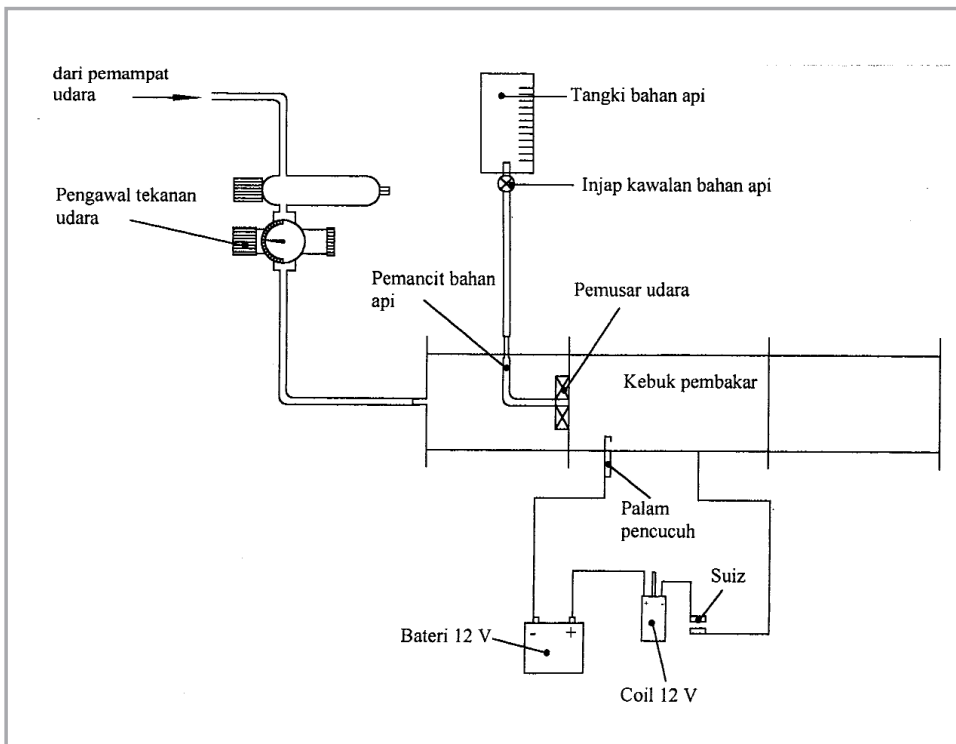 dari pemampat
udara
Tangki bahan api
Injap kawalan bahan api
Pengawal tekanan
udara
Pemancit bahan
api
Pemusar udara
Kebuk pembakar
Palam
pencucuh
Suiz
- +
+ -
Bateri 12 V
Coil 12 V